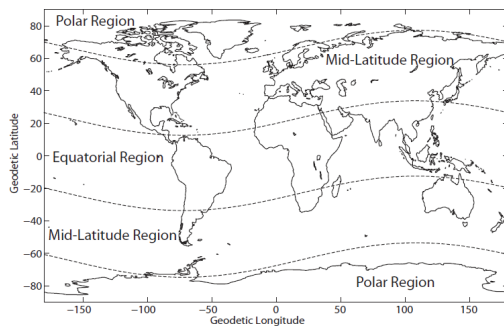 Polar Region
Mid-Latitude Region
Equatorial Region
Mid-Latitude Region
Polar Region
Geodetic Latitude
80
60
40
20
0
−20
−40
−60
−80
−150
−100
−50
0
50
100
150
Geodetic Longitude